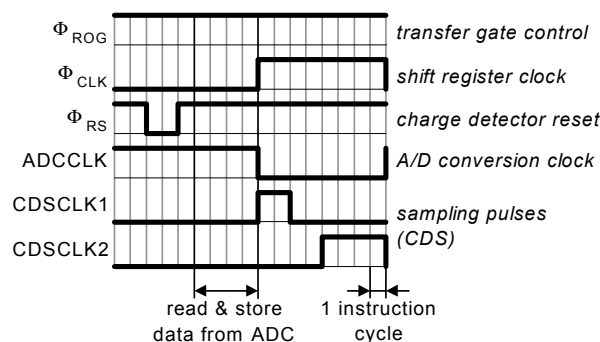 Φ ROG transfer gate control
Φ CLK shift register clock
Φ RS charge detector reset
ADCCLK A/D conversion clock
CDSCLK1 sampling pulses
CDSCLK2 (CDS)
read & store 1 instruction
data from ADC cycle